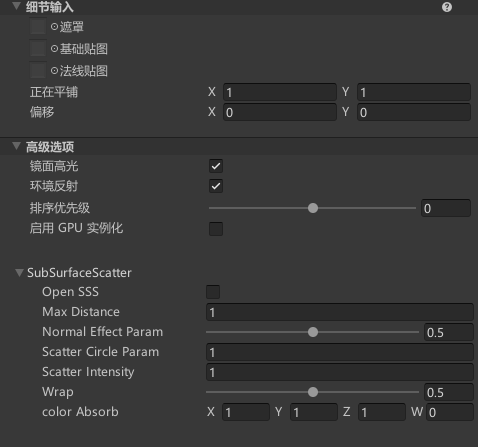 细节输入
遮罩
基础贴图
法线贴图
正在平铺 X 1 Y 1
偏移 X 0 Y 0
高级选项
镜面高光
环境反射
排序优先级 0
启用 GPU 实例化
SubSurfaceScatter
Open SSS
Max Distance 1
Normal Effect Param 0.5
Scatter Circle Param 1
Scatter Intensity 1
Wrap 0.5
color Absorb X 1 Y 1 Z 1 W 0